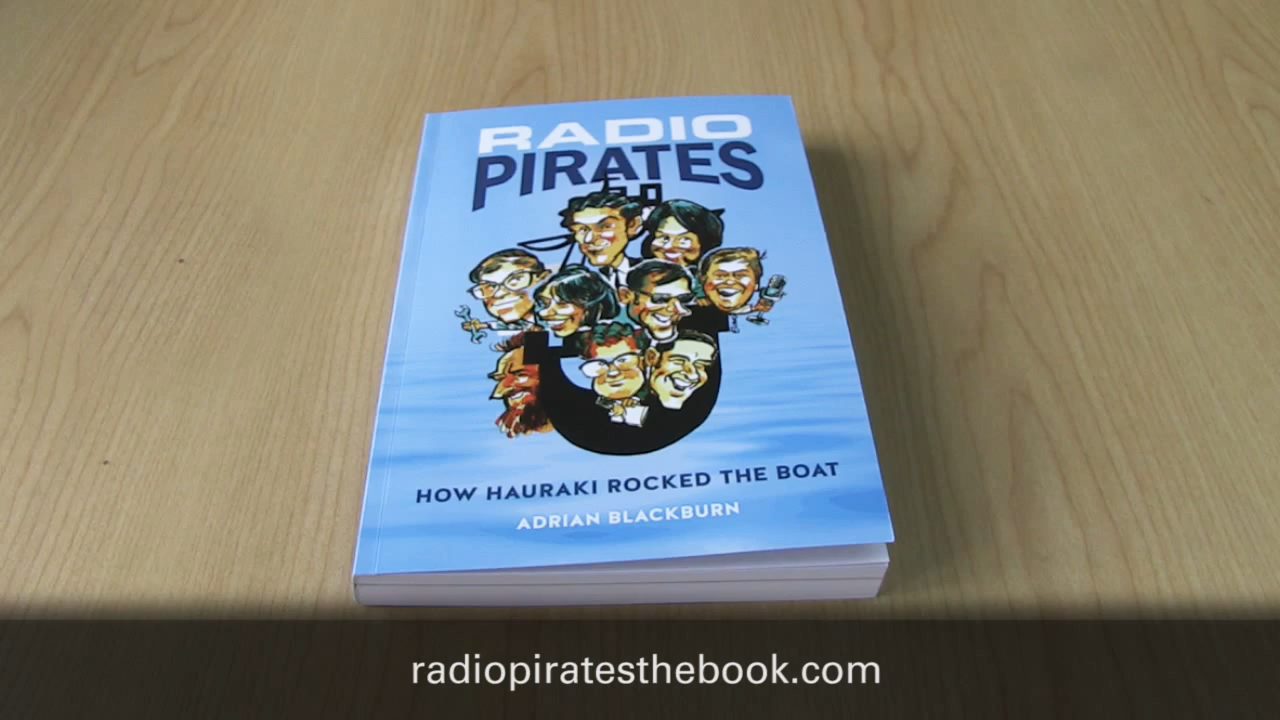 RADIO
PIRATES
HOW HAURAKI ROCKED THE BOAT
ADRIAN BLACKBURN
radiopiratesthebook.com